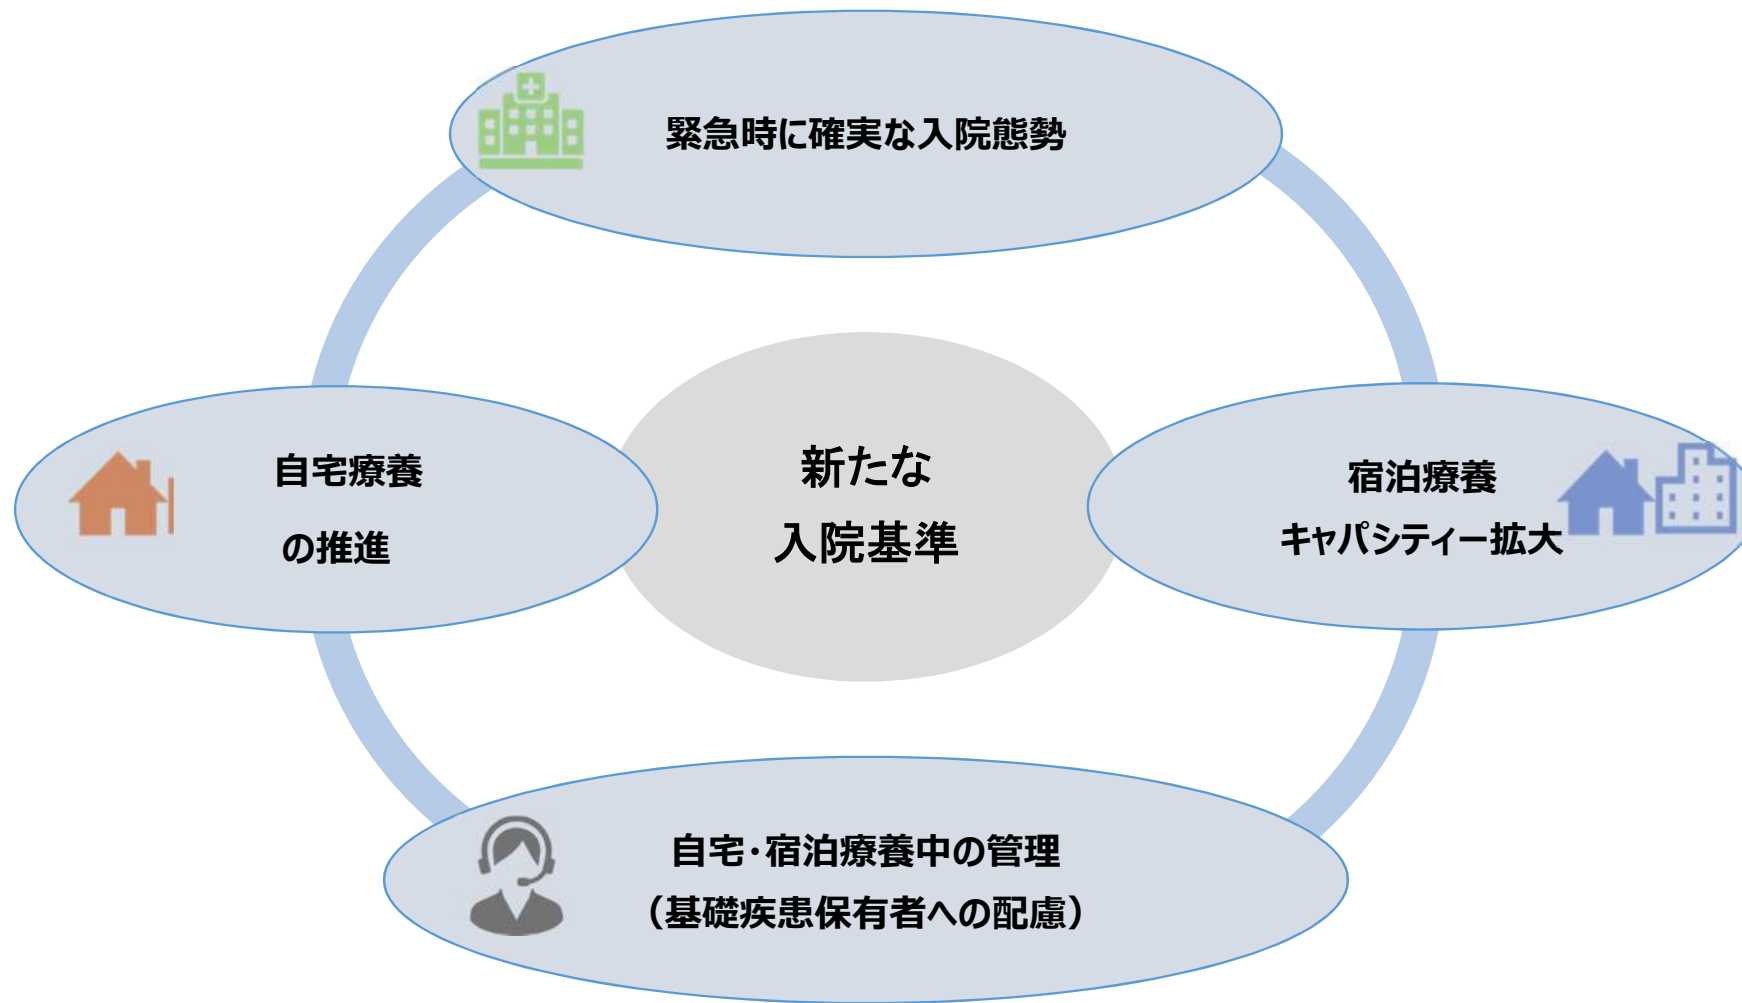 緊急時に確実な入院態勢
自宅療養
の推進
新たな
入院基準
宿泊療養
キャパシティー拡大
自宅・宿泊療養中の管理
（基礎疾患保有者への配慮）